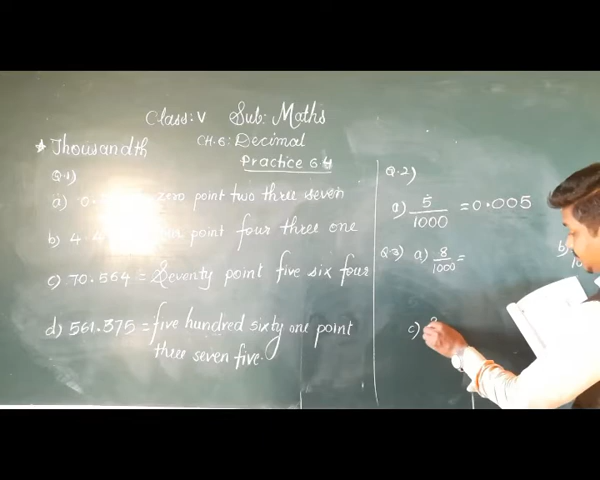 Class: V Sub: Maths
CH.6: Decimal
* Thousandth
Practice 6.4
Q.1)
a) 0. zero point two three seven
b) 4.4 point four three one
c) 70.564 = Seventy point five six four
d) 561.375 = five hundred sixty one point
three seven five.
Q.2)
a) 5/1000 = 0.005
Q.3) a) 8/1000 =
b)
c)